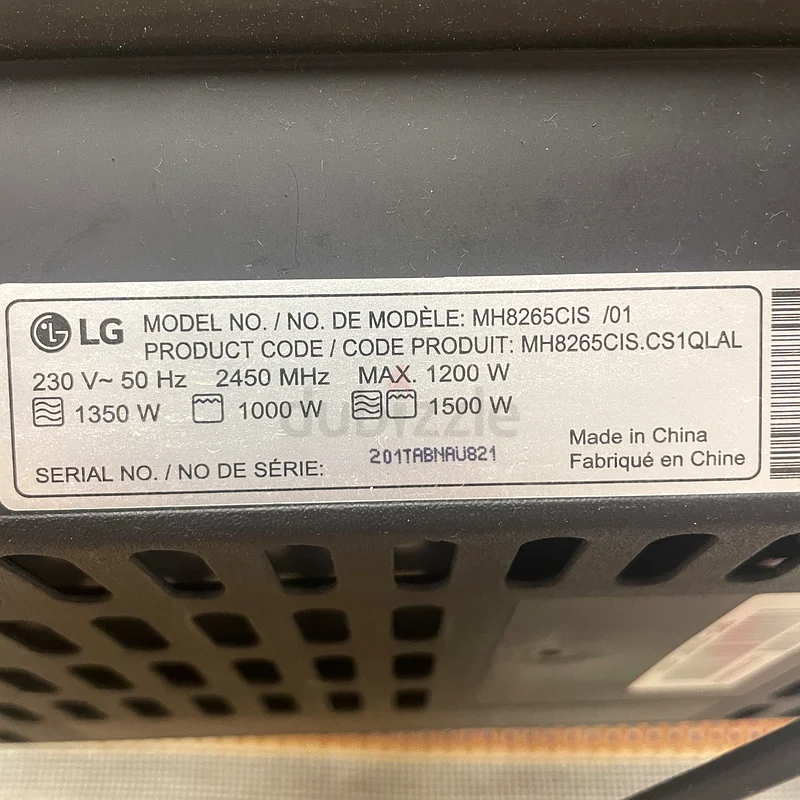 LG
MODEL NO. / NO. DE MODÈLE: MH8265CIS /01
PRODUCT CODE / CODE PRODUIT: MH8265CIS.CS1QLAL
230 V~ 50 Hz 2450 MHz MAX. 1200 W
1350 W 1000 W 1500 W
dubizzle
Made in China
SERIAL NO. / NO DE SÉRIE: 201TABNAU821
Fabriqué en Chine